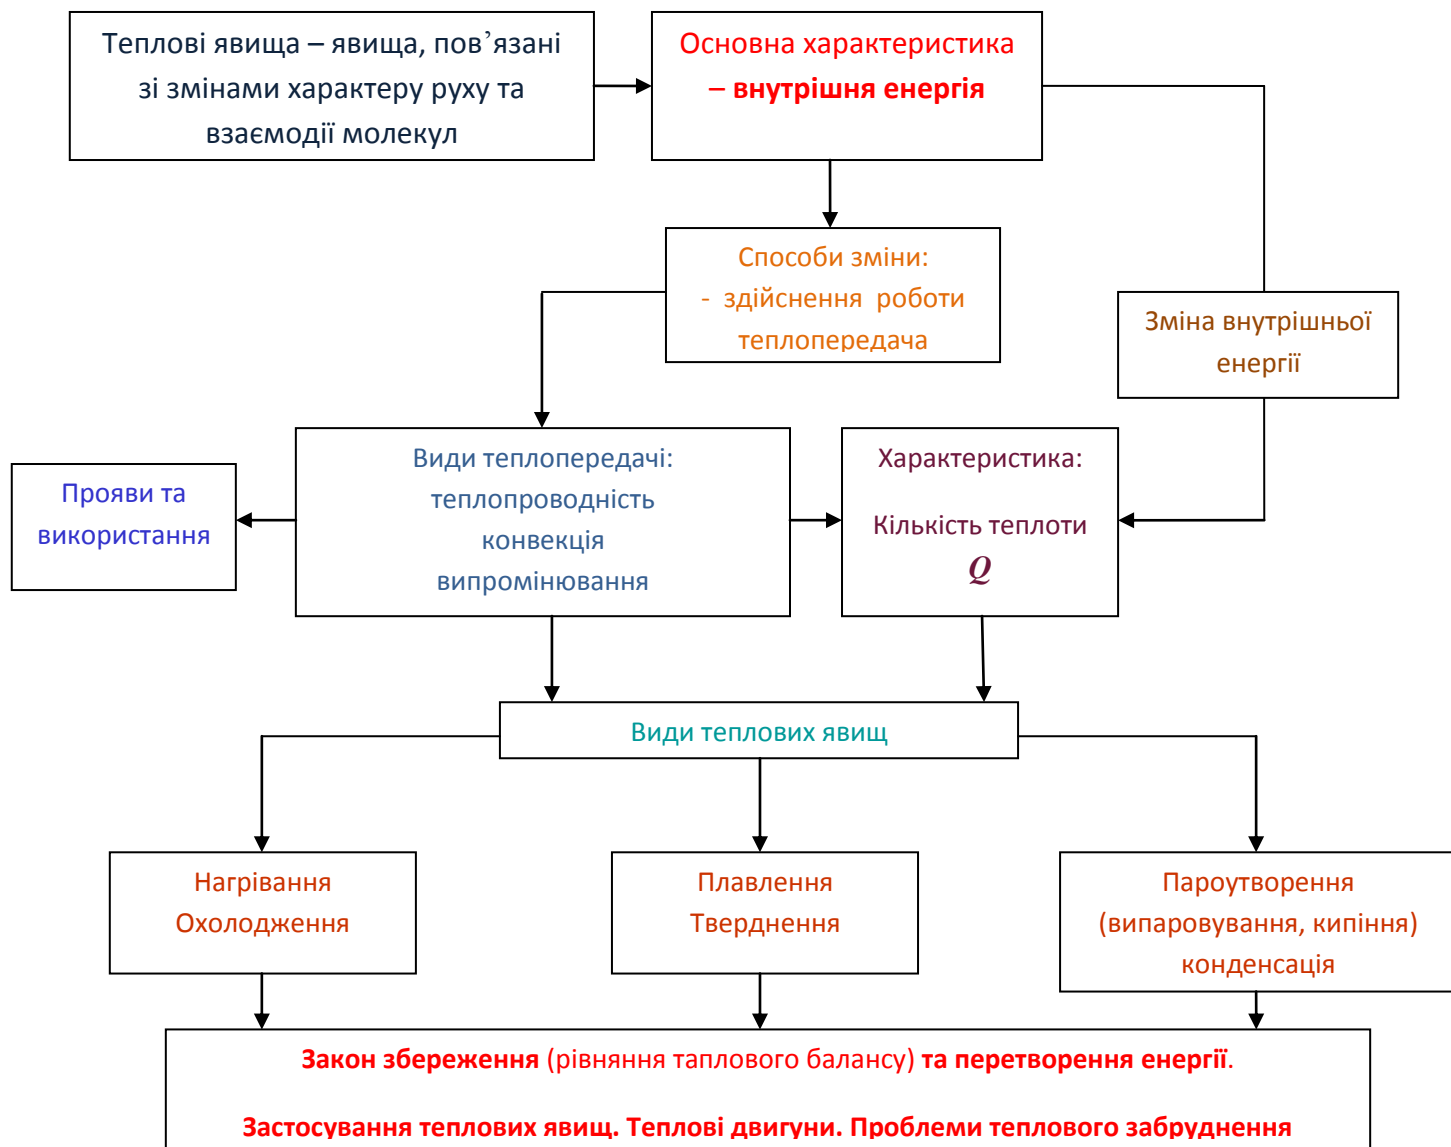 Теплові явища – явища, пов’язані
зі змінами характеру руху та
взаємодії молекул
Основна характеристика
– внутрішня енергія
Способи зміни:
- здійснення роботи
теплопередача
Зміна внутрішньої
енергії
Види теплопередачі:
теплопроводність
конвекція
випромінювання
Характеристика:
Кількість теплоти
Q
Прояви та
використання
Види теплових явищ
Нагрівання
Охолодження
Плавлення
Тверднення
Пароутворення
(випаровування, кипіння)
конденсація
Закон збереження (рівняння таплового балансу) та перетворення енергії.
Застосування теплових явищ. Теплові двигуни. Проблеми теплового забруднення